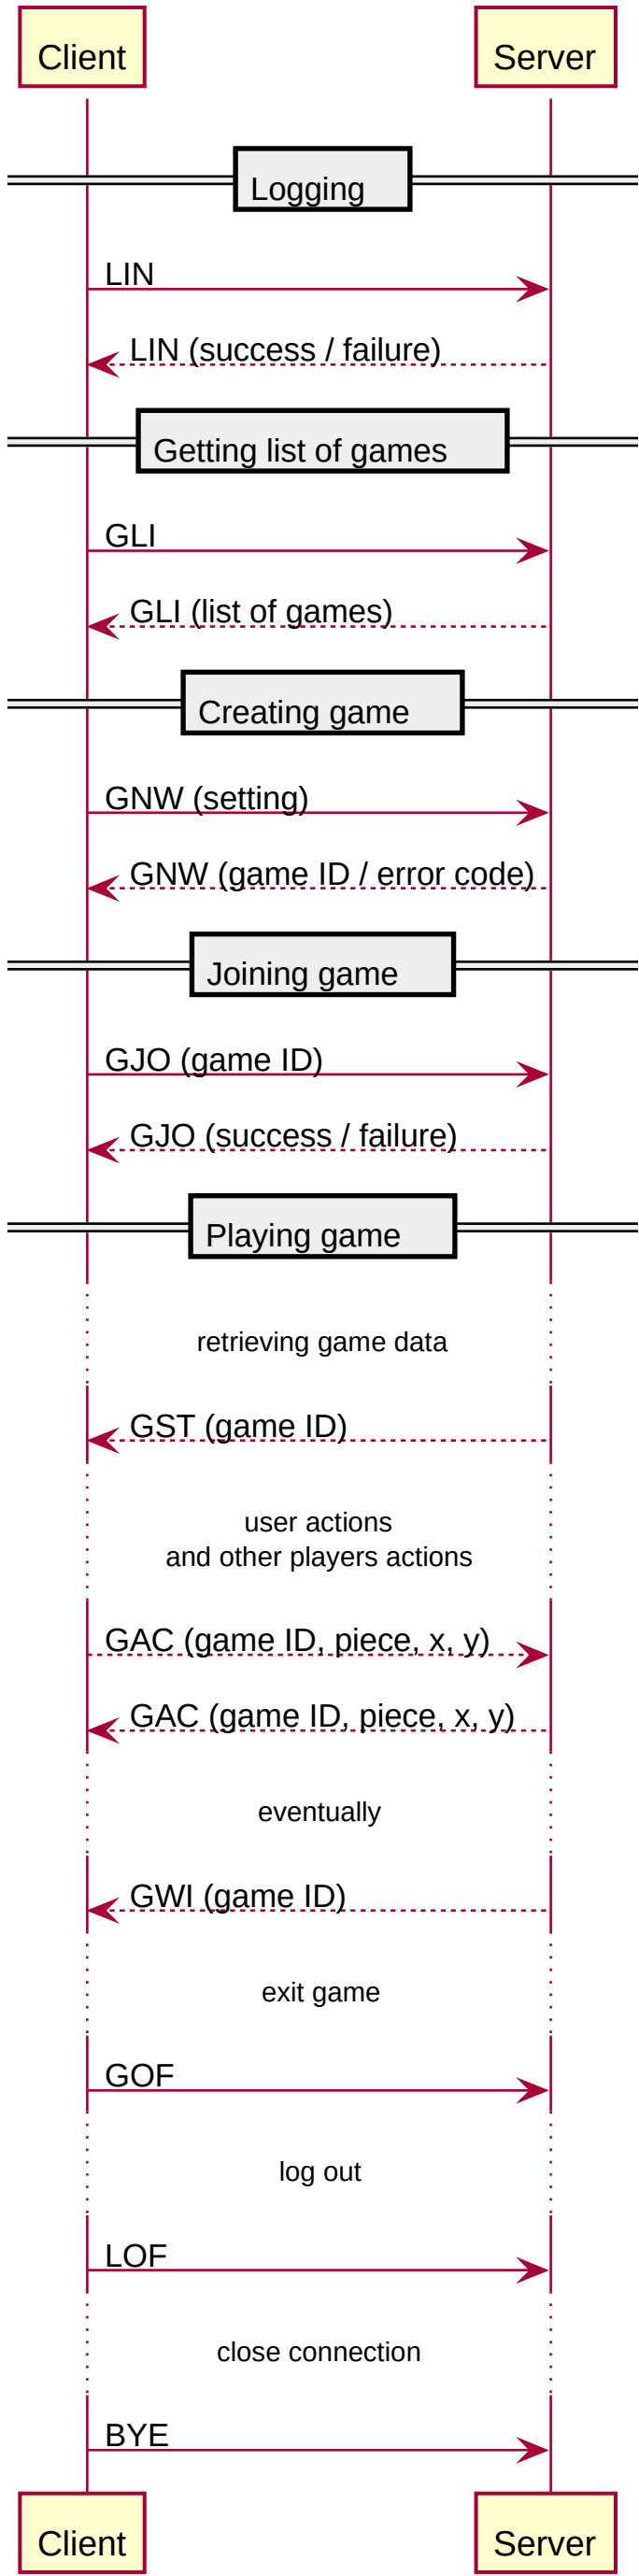 Client
Server
Logging
LIN
LIN (success / failure)
Getting list of games
GLI
GLI (list of games)
Creating game
GNW (setting)
GNW (game ID / error code)
Joining game
GJO (game ID)
GJO (success / failure)
Playing game
retrieving game data
GST (game ID)
user actions
and other players actions
GAC (game ID, piece, x, y)
GAC (game ID, piece, x, y)
eventually
GWI (game ID)
exit game
GOF
log out
LOF
close connection
BYE
Client
Server